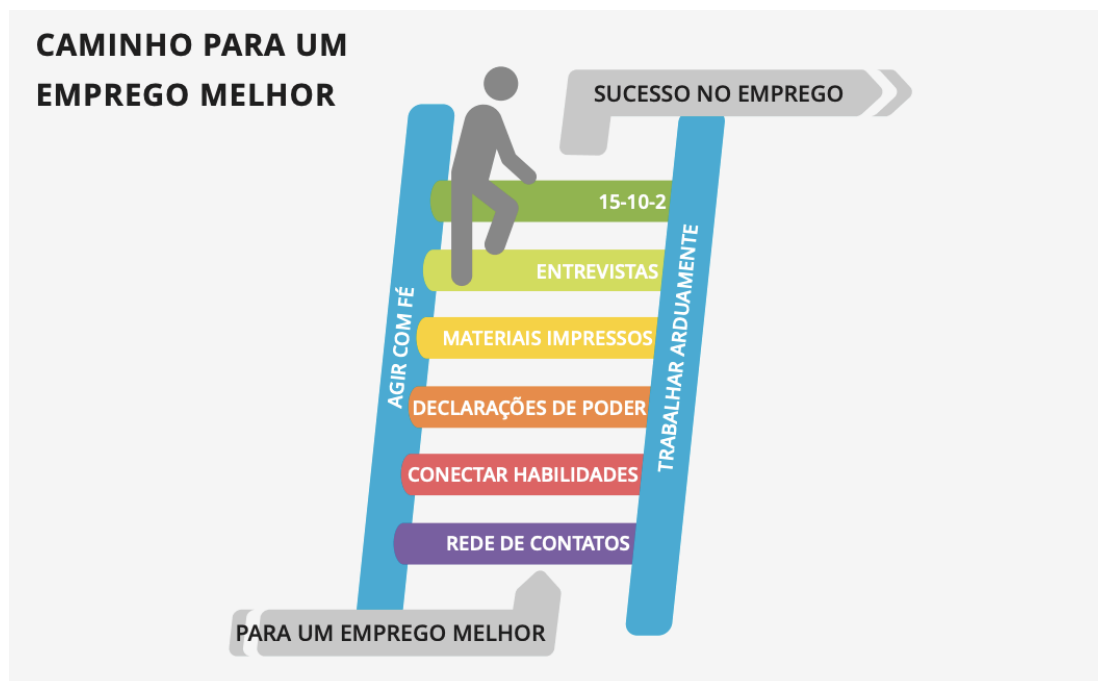 CAMINHO PARA UM
EMPREGO MELHOR
SUCESSO NO EMPREGO
15-10-2
ENTREVISTAS
MATERIAIS IMPRESSOS
DECLARAÇÕES DE PODER
CONECTAR HABILIDADES
REDE DE CONTATOS
AGIR COM FÉ
TRABALHAR ARDUAMENTE
PARA UM EMPREGO MELHOR